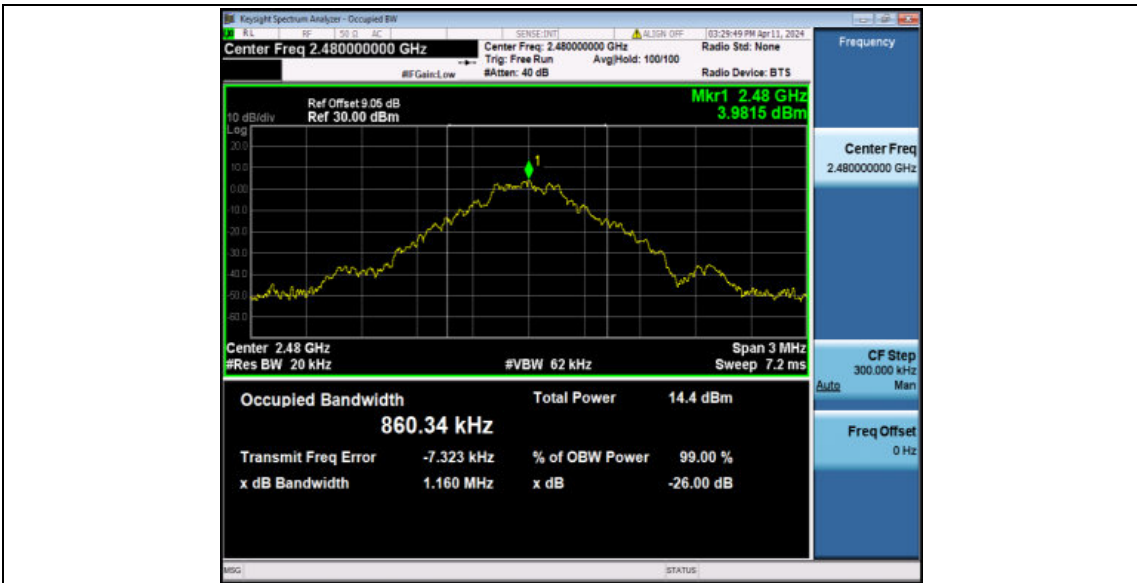 Keysight Spectrum Analyzer - Occupied BW
RL RF 50 Ω AC SENSE:INT ALIGN OFF 03:29:49 PM Apr 11, 2024
Center Freq 2.480000000 GHz
Center Freq: 2.480000000 GHz Radio Std: None
Trig: Free Run Avg|Hold: 100/100
#IFGain:Low #Atten: 40 dB Radio Device: BTS
Frequency
Mkr1 2.48 GHz
3.9815 dBm
Ref Offset 9.05 dB
10 dB/div Ref 30.00 dBm
Log
20.0
10.0
0.00
-10.0
-20.0
-30.0
-40.0
-50.0
-60.0
1
Center Freq
2.480000000 GHz
Center 2.48 GHz Span 3 MHz
#Res BW 20 kHz #VBW 62 kHz Sweep 7.2 ms
CF Step
300.000 kHz
Auto Man
Freq Offset
0 Hz
Occupied Bandwidth Total Power 14.4 dBm
860.34 kHz
Transmit Freq Error -7.323 kHz % of OBW Power 99.00 %
x dB Bandwidth 1.160 MHz x dB -26.00 dB
MSG STATUS